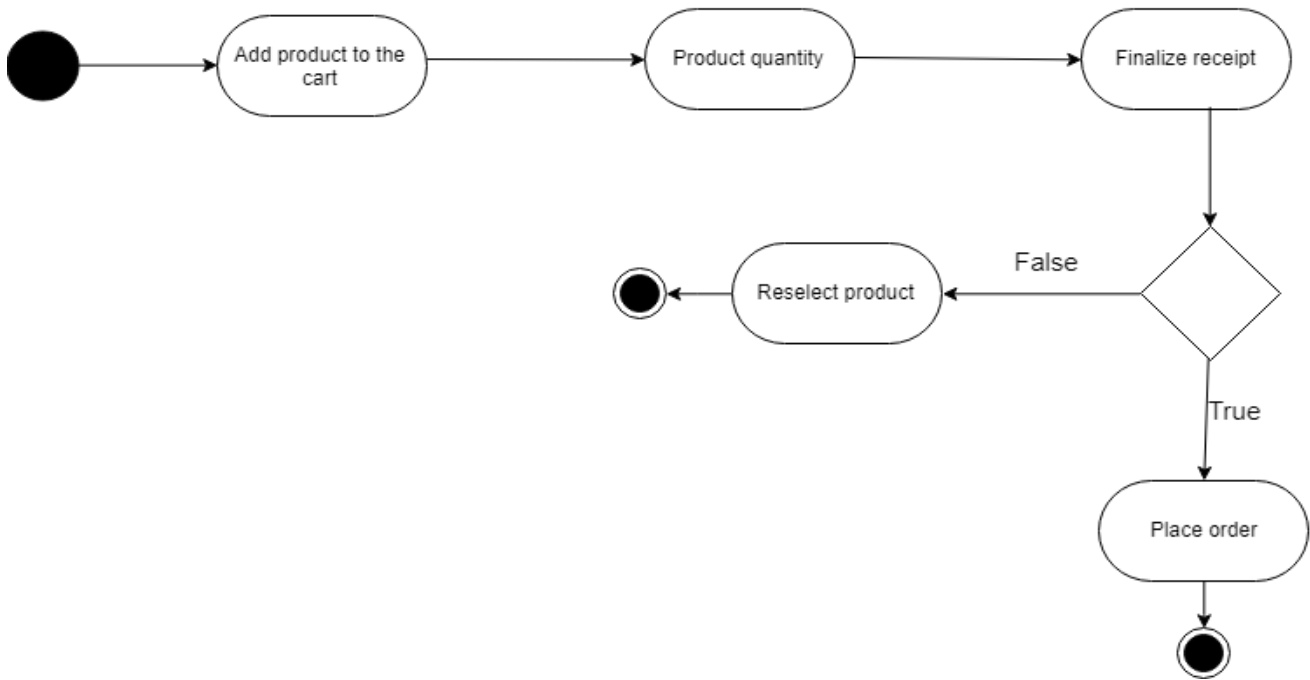 Add product to the
cart
Product quantity
Finalize receipt
False
Reselect product
True
Place order